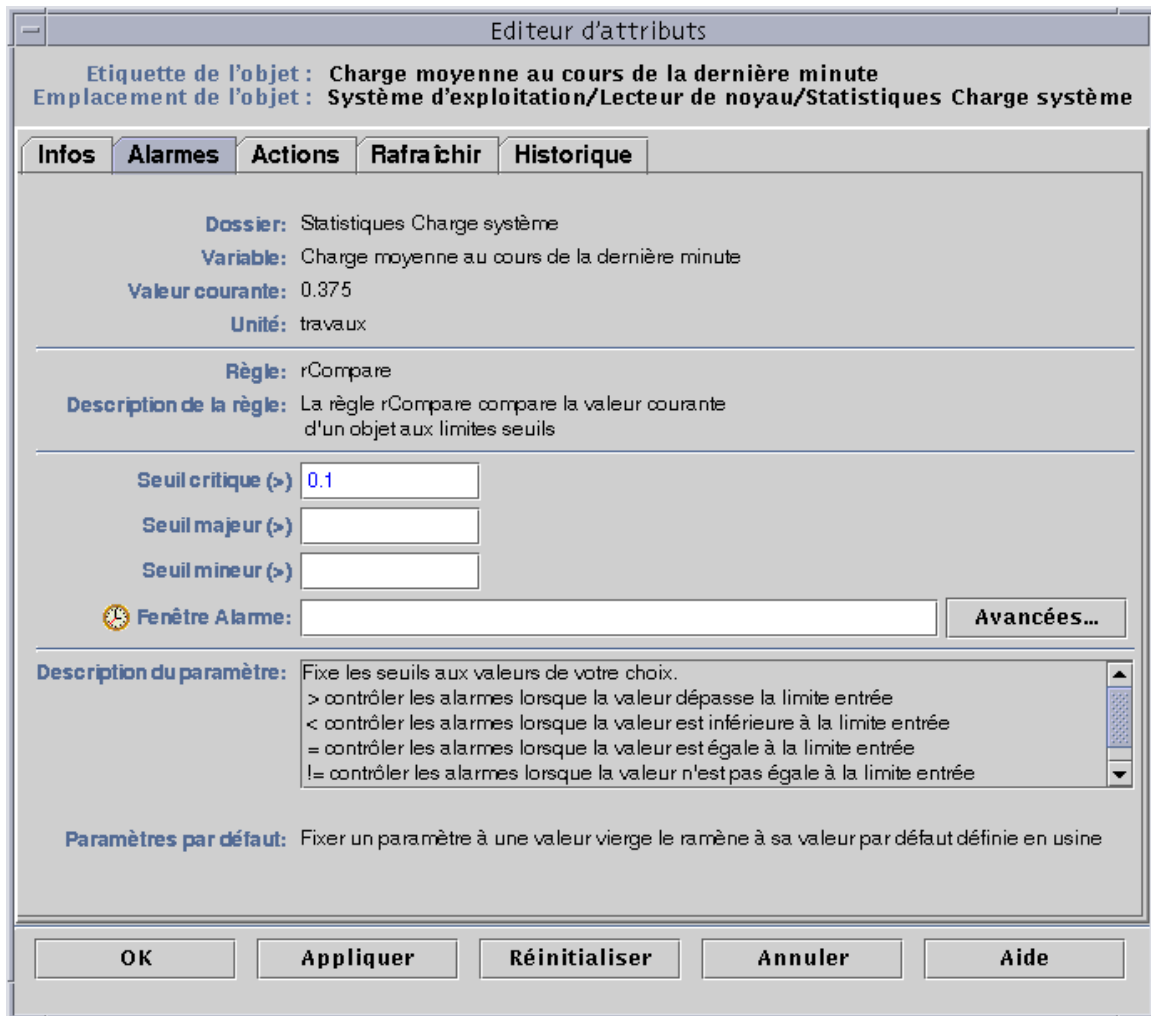 Editeur d'attributs
Etiquette de l'objet : Charge moyenne au cours de la dernière minute
Emplacement de l'objet : Système d'exploitation/Lecteur de noyau/Statistiques Charge système
Infos Alarmes Actions Rafraîchir Historique
Dossier: Statistiques Charge système
Variable: Charge moyenne au cours de la dernière minute
Valeur courante: 0.375
Unité: travaux
Règle: rCompare
Description de la règle: La règle rCompare compare la valeur courante
d'un objet aux limites seuils
Seuil critique (>) 0.1
Seuil majeur (>)
Seuil mineur (>)
Fenêtre Alarme: Avancées...
Description du paramètre: Fixe les seuils aux valeurs de votre choix.
> contrôler les alarmes lorsque la valeur dépasse la limite entrée
< contrôler les alarmes lorsque la valeur est inférieure à la limite entrée
= contrôler les alarmes lorsque la valeur est égale à la limite entrée
!= contrôler les alarmes lorsque la valeur n'est pas égale à la limite entrée
Paramètres par défaut: Fixer un paramètre à une valeur vierge le ramène à sa valeur par défaut définie en usine
OK Appliquer Réinitialiser Annuler Aide